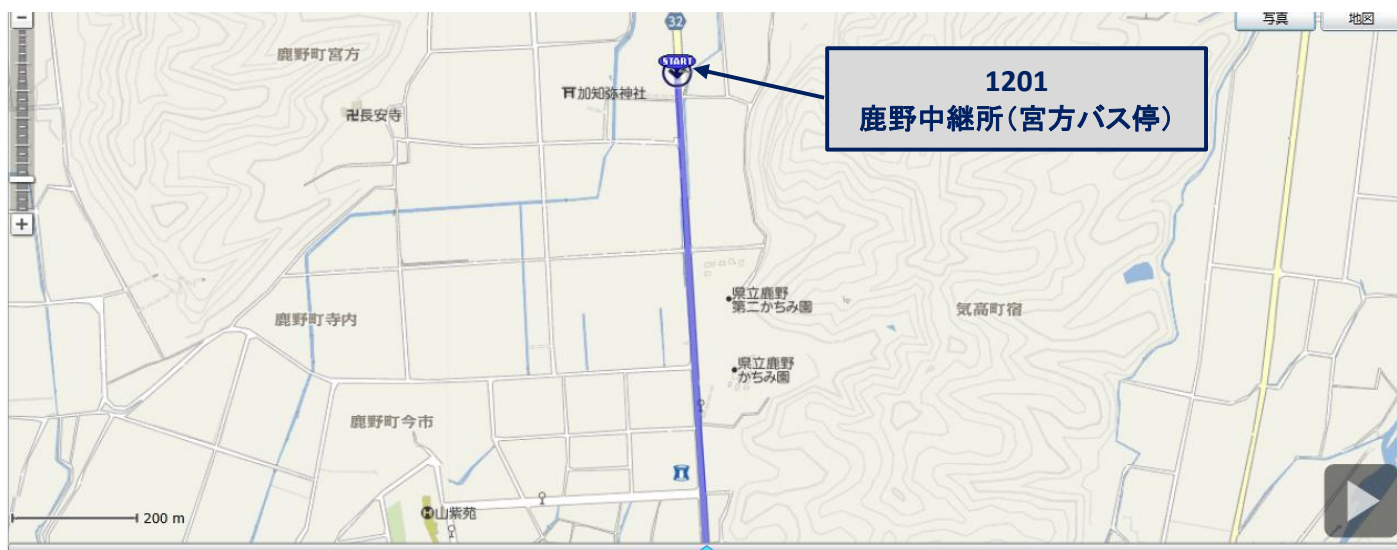 写真
地図
32
鹿野町宮方
START
1201
鹿野中継所(宮方バス停)
加知弥神社
卍長安寺
県立鹿野
第二かちみ園
気高町宿
鹿野町寺内
県立鹿野
かちみ園
鹿野町今市
H山紫苑
200 m